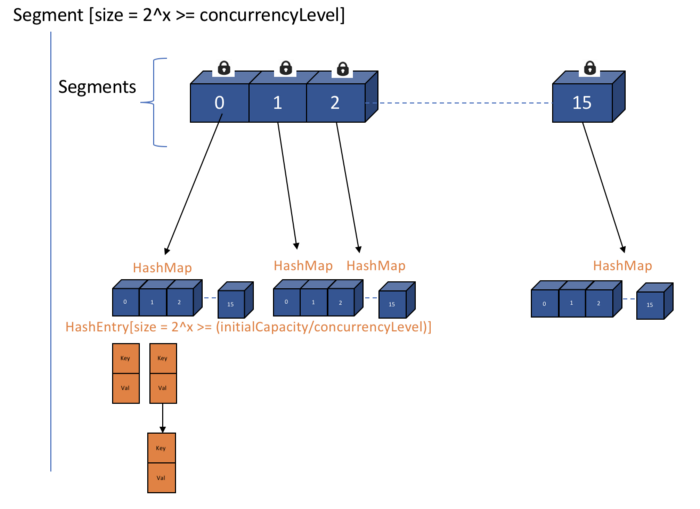 Segment [size = 2^x >= concurrencyLevel]
Segments
0 1 2 15
HashMap HashMap HashMap HashMap
0 1 2 15 0 1 2 15 0 1 2 15
HashEntry[size = 2^x >= (initialCapacity/concurrencyLevel)]
Key Key
Val Val
Key
Val